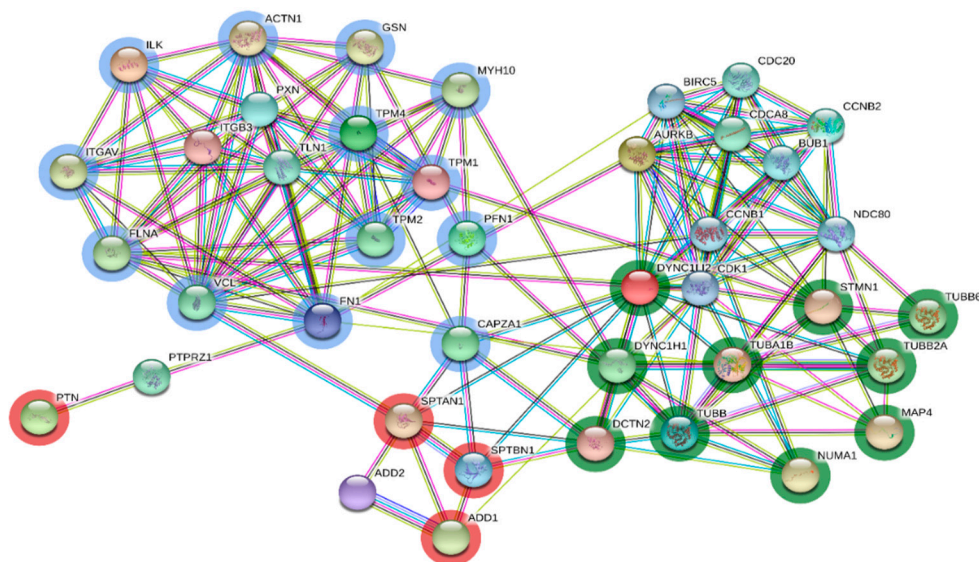 ACTN1
GSN
ILK
MYH10
CDC20
BIRC5
PXN
CCNB2
TPM4
CDCA8
ITGB3
AURKB
BUB1
ITGAV
TLN1
TPM1
TPM2
PFN1
CCNB1
NDC80
FLNA
DYNC1LI2
CDK1
VCL
STMN1
TUBB6
FN1
CAPZA1
DYNC1H1
TUBA1B
TUBB2A
PTPRZ1
PTN
SPTAN1
DCTN2
TUBB
MAP4
SPTBN1
NUMA1
ADD2
ADD1